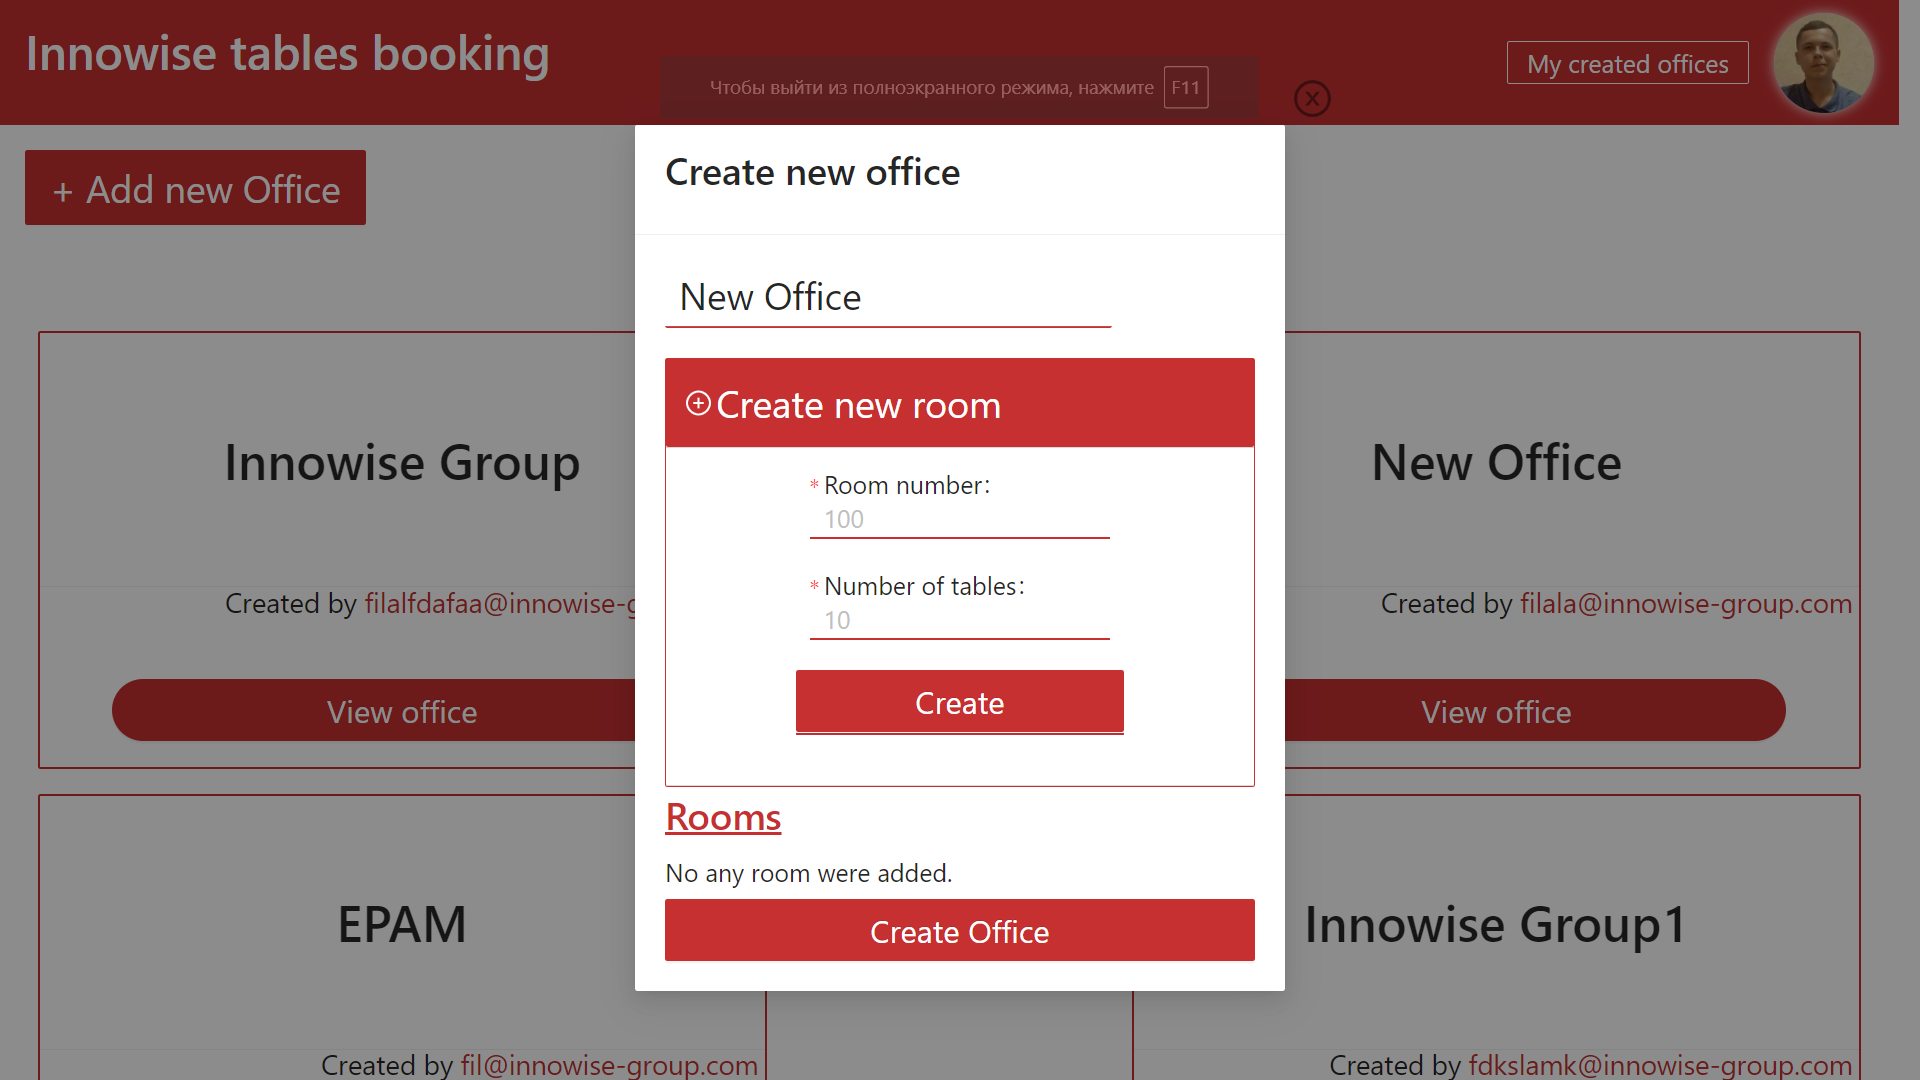 Innowise tables booking
Чтобы выйти из полноэкранного режима, нажмите F11
My created offices
+ Add new Office
Create new office
New Office
Create new room
* Room number:
100
* Number of tables:
10
Create
Rooms
No any room were added.
Create Office
Innowise Group
Created by filalfdafaa@innowise-g
View office
New Office
Created by filala@innowise-group.com
View office
EPAM
Created by fil@innowise-group.com
Innowise Group1
Created by fdkslamk@innowise-group.com